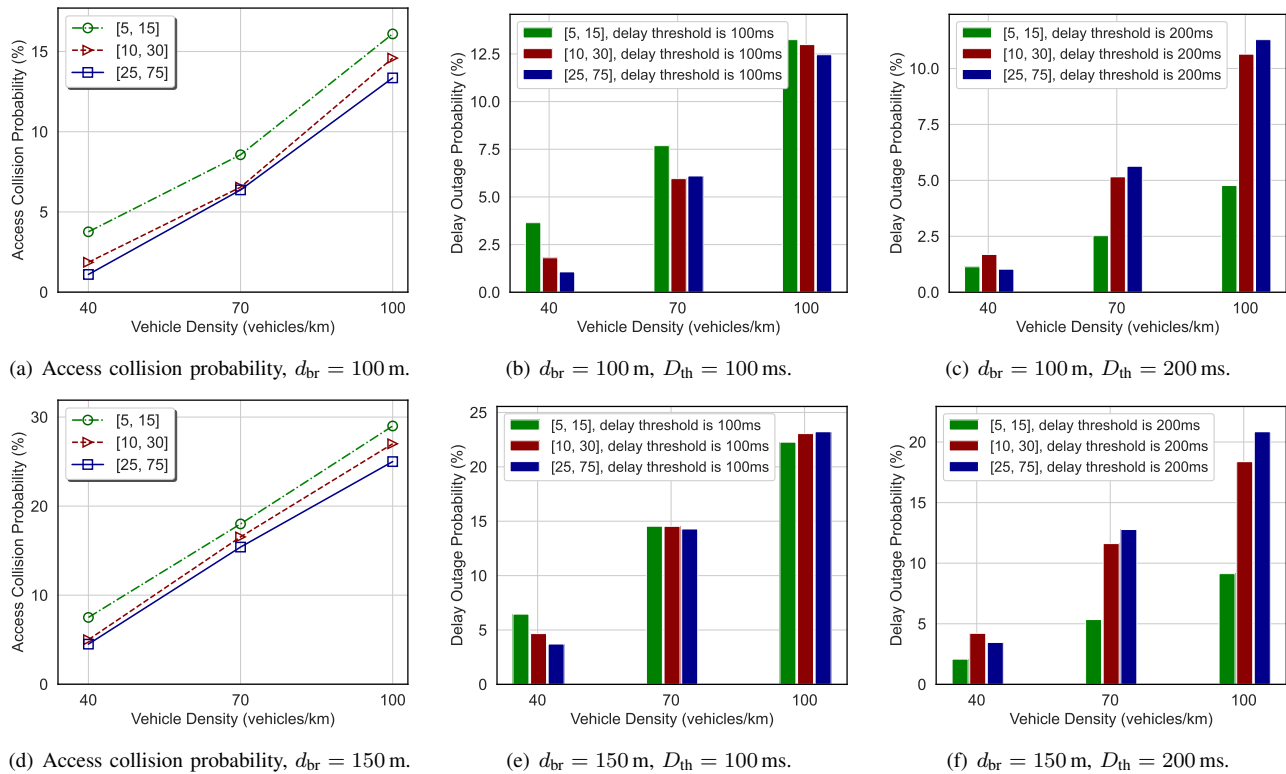 Access Collision Probability (%)
15
10
5
0
[5, 15]
[10, 30]
[25, 75]
40 70 100
Vehicle Density (vehicles/km)
(a) Access collision probability, d_br = 100 m.
Delay Outage Probability (%)
12.5
10.0
7.5
5.0
2.5
0.0
[5, 15], delay threshold is 100ms
[10, 30], delay threshold is 100ms
[25, 75], delay threshold is 100ms
40 70 100
Vehicle Density (vehicles/km)
(b) d_br = 100 m, D_th = 100 ms.
Delay Outage Probability (%)
10.0
7.5
5.0
2.5
0.0
[5, 15], delay threshold is 200ms
[10, 30], delay threshold is 200ms
[25, 75], delay threshold is 200ms
40 70 100
Vehicle Density (vehicles/km)
(c) d_br = 100 m, D_th = 200 ms.
Access Collision Probability (%)
30
20
10
0
[5, 15]
[10, 30]
[25, 75]
40 70 100
Vehicle Density (vehicles/km)
(d) Access collision probability, d_br = 150 m.
Delay Outage Probability (%)
25
20
15
10
5
0
[5, 15], delay threshold is 100ms
[10, 30], delay threshold is 100ms
[25, 75], delay threshold is 100ms
40 70 100
Vehicle Density (vehicles/km)
(e) d_br = 150 m, D_th = 100 ms.
Delay Outage Probability (%)
20
15
10
5
0
[5, 15], delay threshold is 200ms
[10, 30], delay threshold is 200ms
[25, 75], delay threshold is 200ms
40 70 100
Vehicle Density (vehicles/km)
(f) d_br = 150 m, D_th = 200 ms.